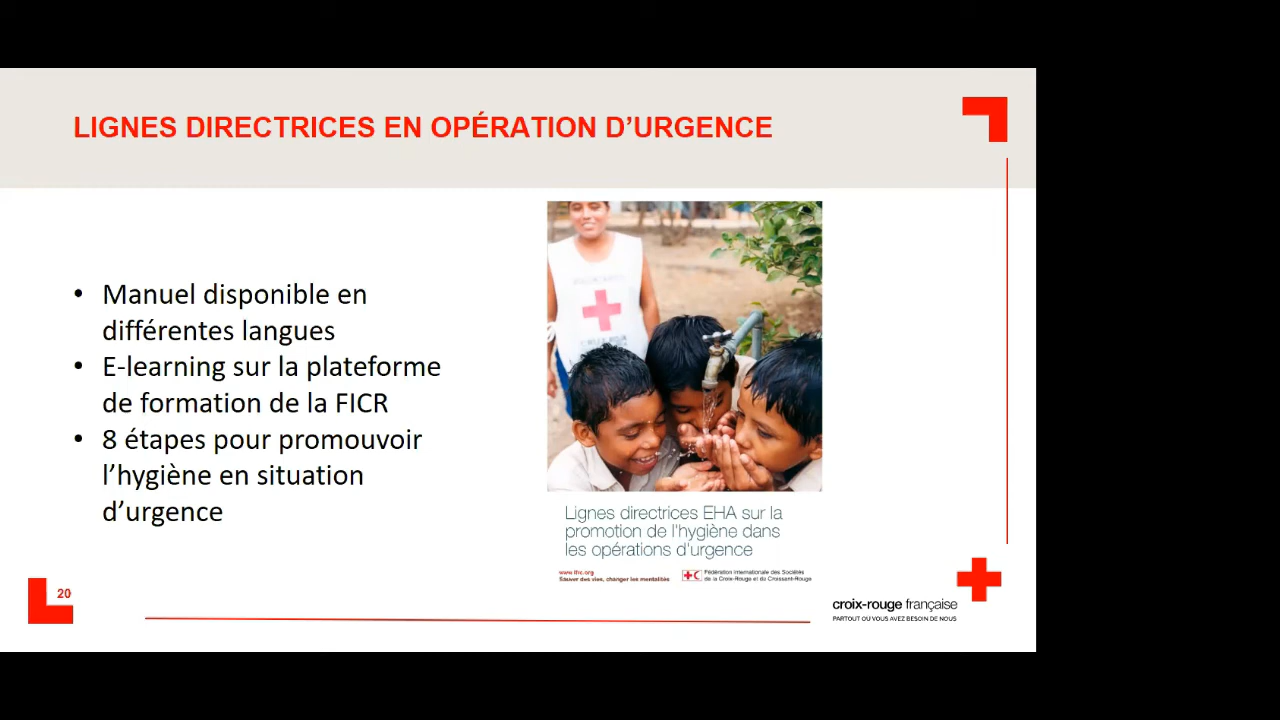 LIGNES DIRECTRICES EN OPÉRATION D’URGENCE
• Manuel disponible en
différentes langues
• E-learning sur la plateforme
de formation de la FICR
• 8 étapes pour promouvoir
l’hygiène en situation
d’urgence
Lignes directrices EHA sur la
promotion de l'hygiène dans
les opérations d'urgence
www.ifrc.org
Sauver des vies, changer les mentalités
Fédération internationale des Sociétés
de la Croix-Rouge et du Croissant-Rouge
20
croix-rouge française
PARTOUT OÙ VOUS AVEZ BESOIN DE NOUS